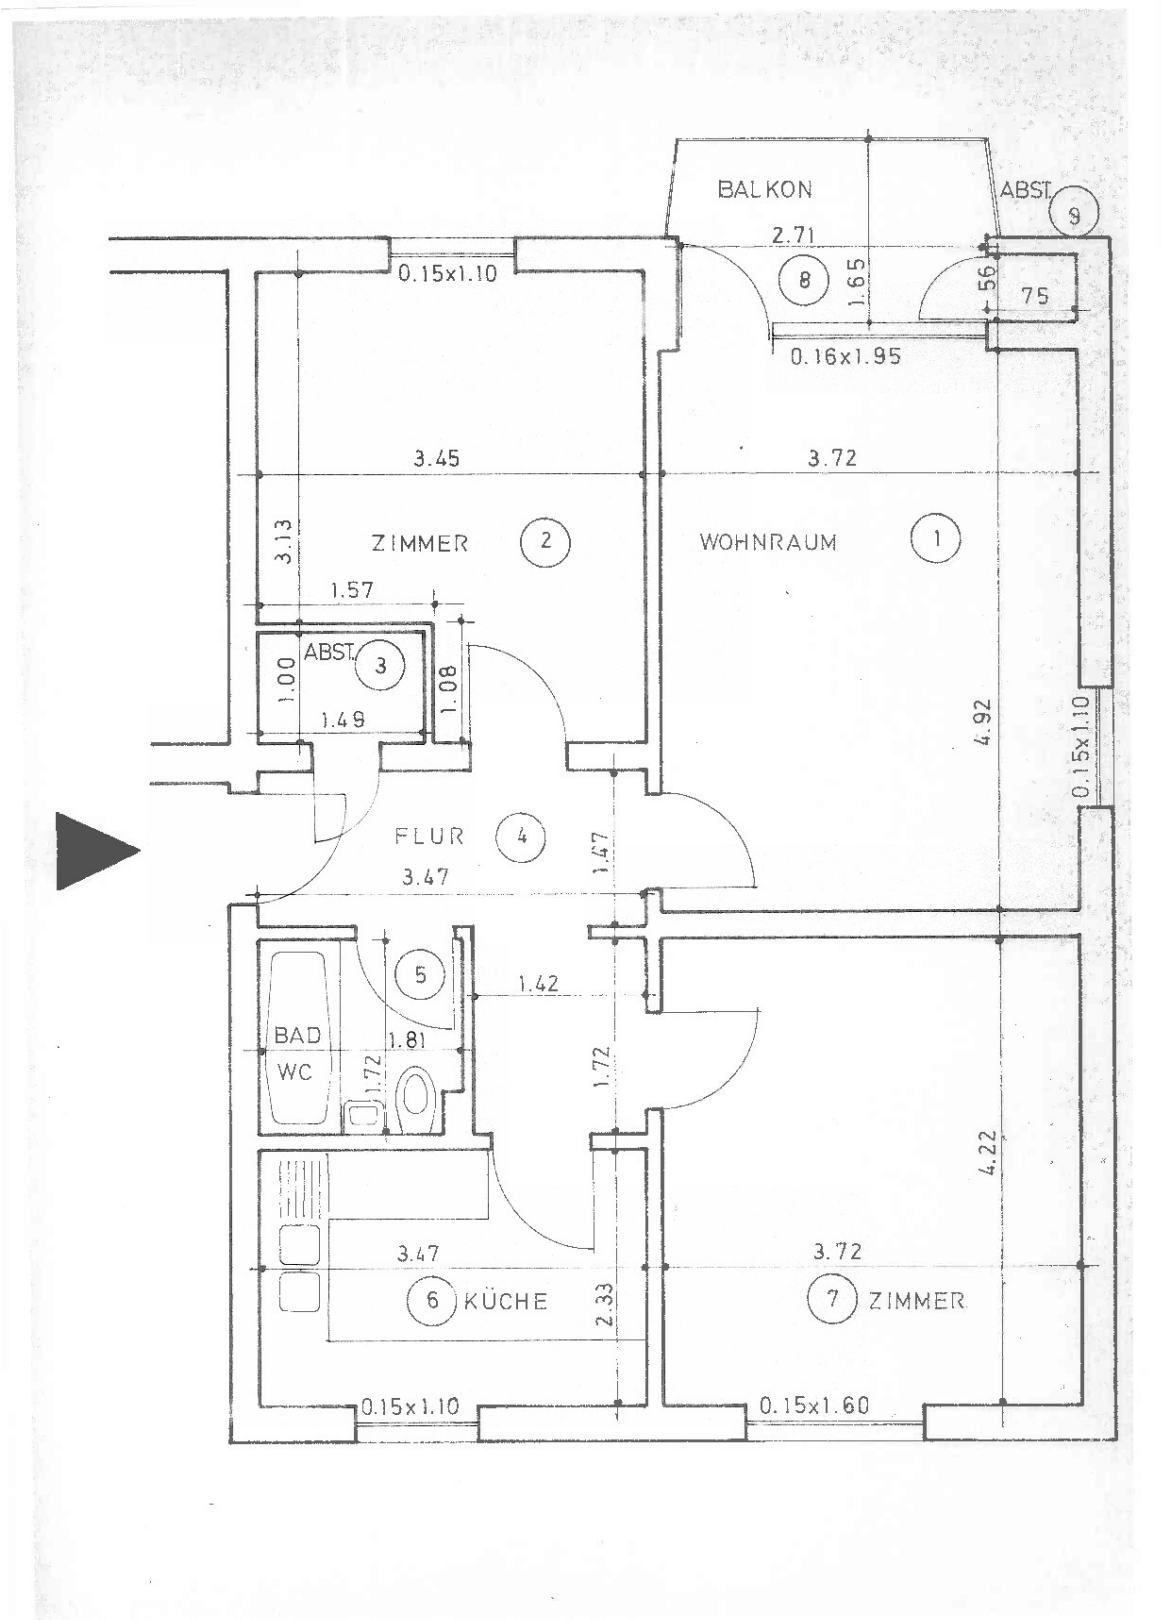 BALKON
ABST.
9
2.71
8
1.65
56
75
0.15x1.10
0.16x1.95
3.45
3.72
3.13
ZIMMER
2
WOHNRAUM
1
1.57
ABST.
3
1.00
1.08
1.49
4.92
0.15x1.10
FLUR
4
1.47
3.47
5
1.42
BAD
WC
1.81
1.72
1.72
4.22
3.47
3.72
6
KÜCHE
2.33
7
ZIMMER
0.15x1.10
0.15x1.60